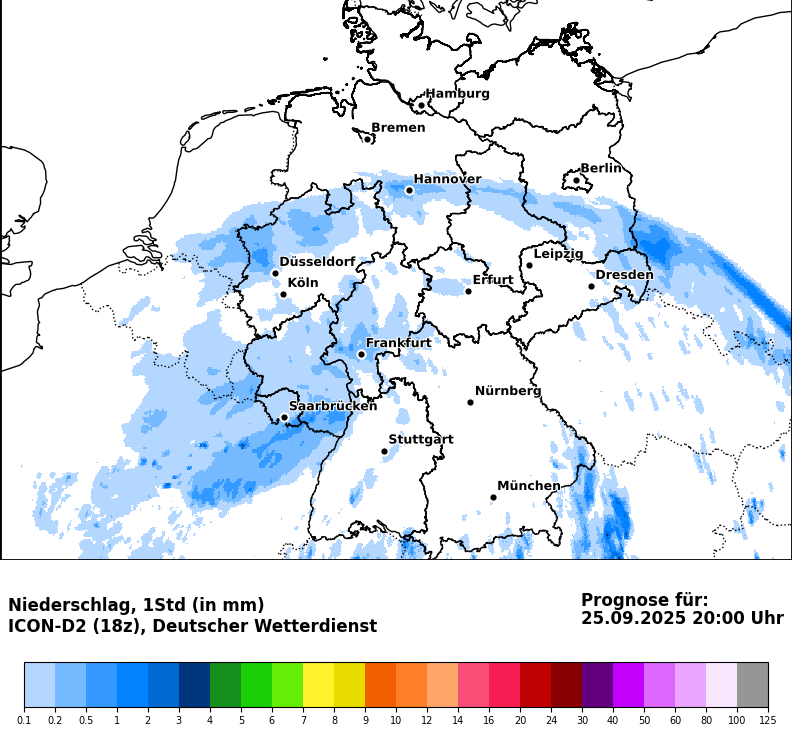 Hamburg
Bremen
Berlin
Hannover
Leipzig
Düsseldorf
Dresden
Köln
Erfurt
Frankfurt
Nürnberg
Saarbrücken
Stuttgart
München
Niederschlag, 1Std (in mm)
ICON-D2 (18z), Deutscher Wetterdienst
Prognose für:
25.09.2025 20:00 Uhr
0.1 0.2 0.5 1 2 3 4 5 6 7 8 9 10 12 14 16 20 24 30 40 50 60 80 100 125